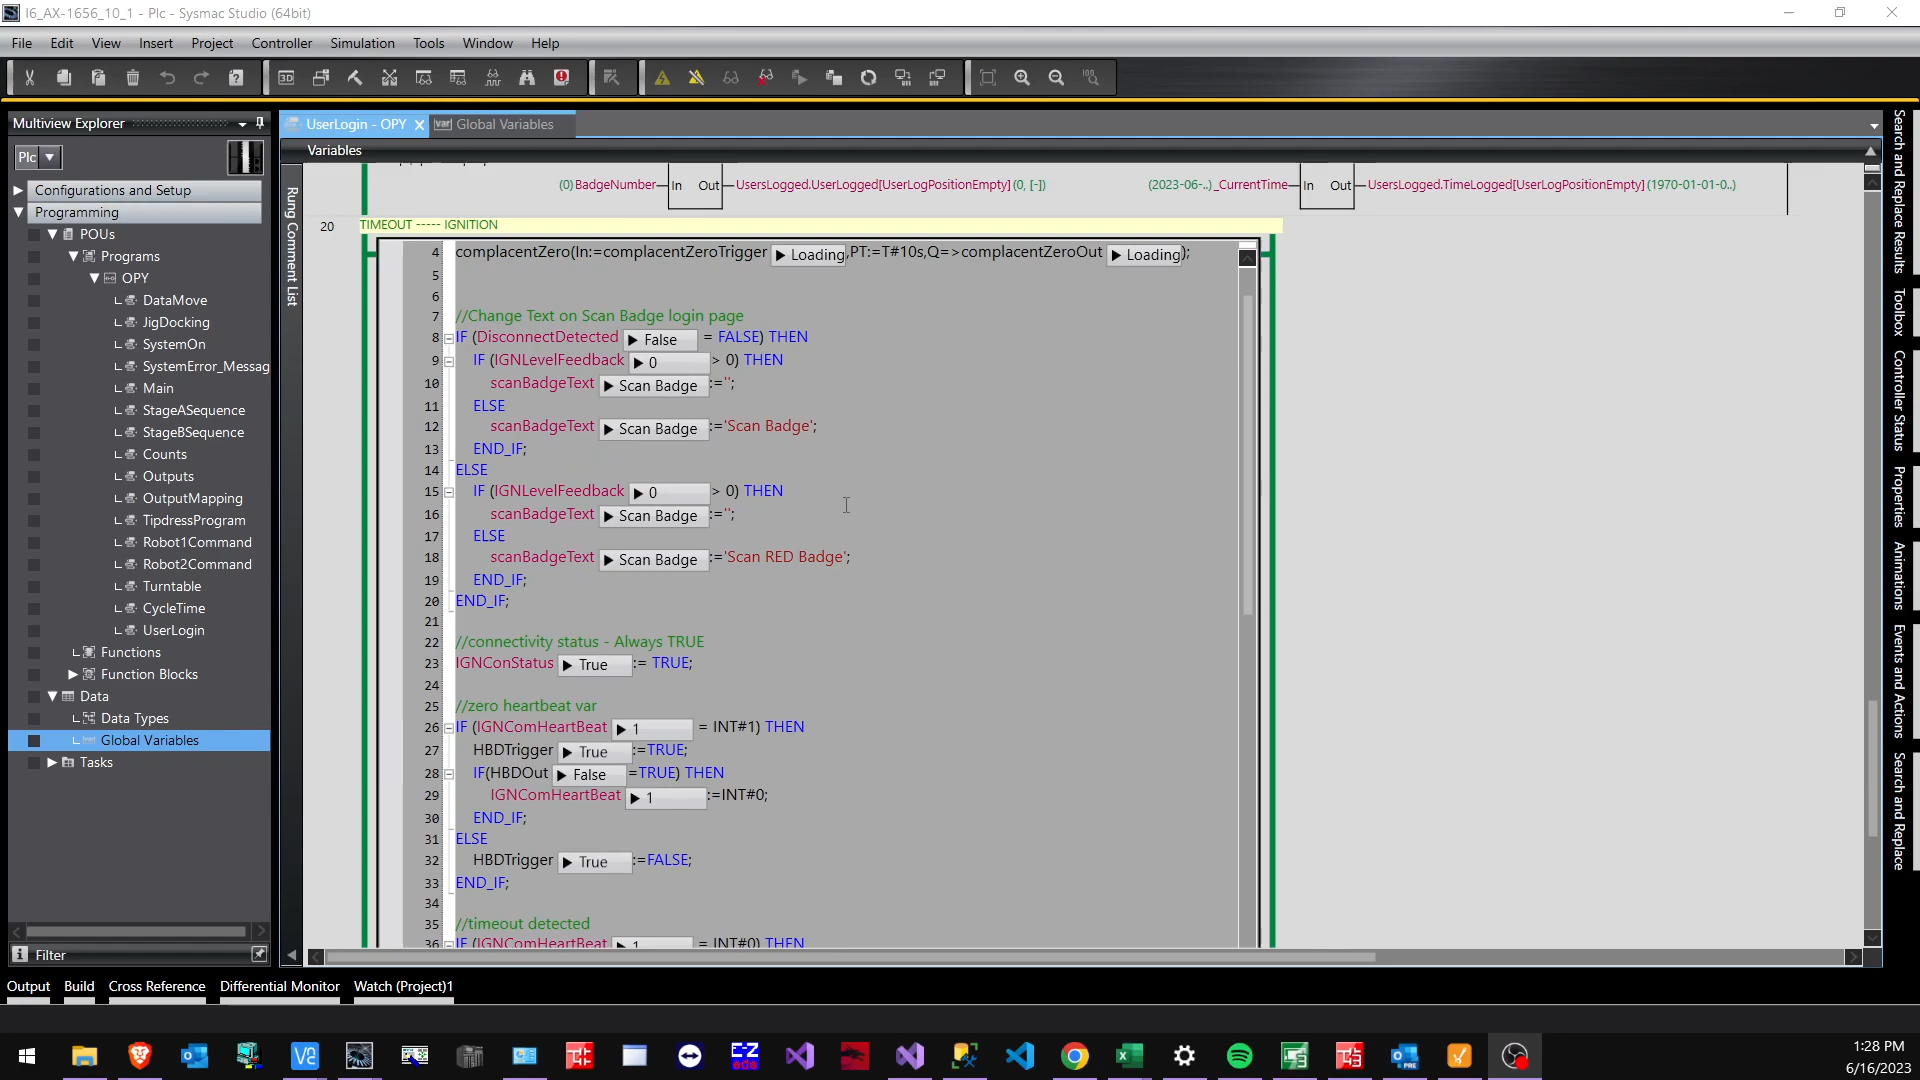 I6_AX-1656_10_1 - Plc - Sysmac Studio (64bit)
File Edit View Insert Project Controller Simulation Tools Window Help
Multiview Explorer
Plc
Configurations and Setup
Programming
POUs
Programs
OPY
DataMove
JigDocking
SystemOn
SystemError_Messag
Main
StageASequence
StageBSequence
Counts
Outputs
OutputMapping
TipdressProgram
Robot1Command
Robot2Command
Turntable
CycleTime
UserLogin
Functions
Function Blocks
Data
Data Types
Global Variables
Tasks
Filter
UserLogin - OPY
Global Variables
Variables
Rung Comment List
(0) BadgeNumber In Out UsersLogged.UserLogged[UserLogPositionEmpty] (0, [-]) (2023-06-..) _CurrentTime In Out UsersLogged.TimeLogged[UserLogPositionEmpty] (1970-01-01-0..)
20 TIMEOUT ----- IGNITION
4 complacentZero(In:=complacentZeroTrigger Loading,PT:=T#10s,Q=>complacentZeroOut Loading);
5
6
7 //Change Text on Scan Badge login page
8 IF (DisconnectDetected False = FALSE) THEN
9 IF (IGNLevelFeedback 0 > 0) THEN
10 scanBadgeText Scan Badge :='';
11 ELSE
12 scanBadgeText Scan Badge :='Scan Badge';
13 END_IF;
14 ELSE
15 IF (IGNLevelFeedback 0 > 0) THEN
16 scanBadgeText Scan Badge :='';
17 ELSE
18 scanBadgeText Scan Badge :='Scan RED Badge';
19 END_IF;
20 END_IF;
21
22 //connectivity status - Always TRUE
23 IGNConStatus True := TRUE;
24
25 //zero heartbeat var
26 IF (IGNComHeartBeat 1 = INT#1) THEN
27 HBDTrigger True :=TRUE;
28 IF(HBDOut False =TRUE) THEN
29 IGNComHeartBeat 1 :=INT#0;
30 END_IF;
31 ELSE
32 HBDTrigger True :=FALSE;
33 END_IF;
34
35 //timeout detected
36 IF (IGNComHeartBeat 1 = INT#0) THEN
Search and Replace Results
Toolbox
Controller Status
Properties
Animations
Events and Actions
Search and Replace
Output Build Cross Reference Differential Monitor Watch (Project)1
1:28 PM
6/16/2023